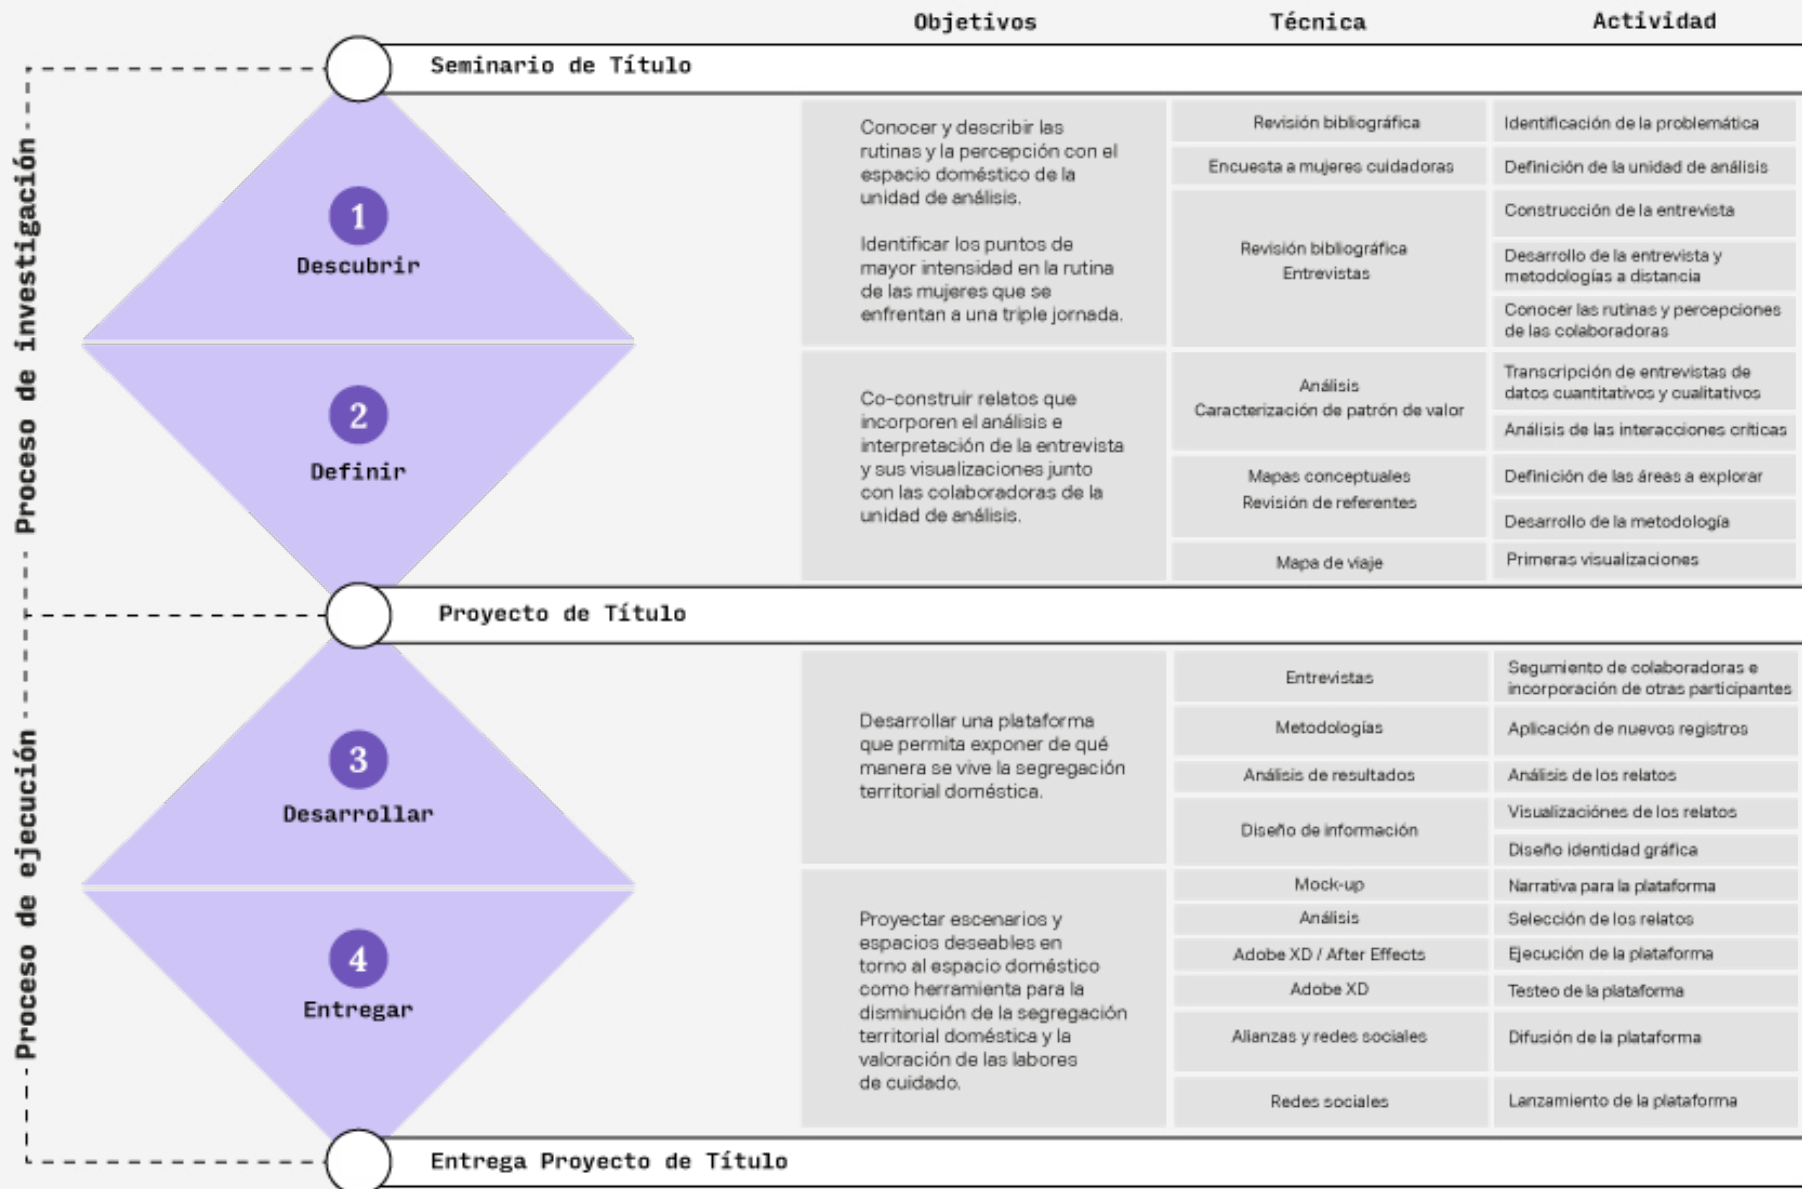 Objetivos
Técnica
Actividad
Seminario de Título
Proceso de investigación
1
Descubrir
Conocer y describir las
rutinas y la percepción con el
espacio doméstico de la
unidad de análisis.
Identificar los puntos de
mayor intensidad en la rutina
de las mujeres que se
enfrentan a una triple jornada.
Revisión bibliográfica
Identificación de la problemática
Encuesta a mujeres cuidadoras
Definición de la unidad de análisis
Revisión bibliográfica
Entrevistas
Construcción de la entrevista
Desarrollo de la entrevista y
metodologías a distancia
Conocer las rutinas y percepciones
de las colaboradoras
2
Definir
Co-construir relatos que
incorporen el análisis e
interpretación de la entrevista
y sus visualizaciones junto
con las colaboradoras de la
unidad de análisis.
Análisis
Caracterización de patrón de valor
Transcripción de entrevistas de
datos cuantitativos y cualitativos
Análisis de las interacciones críticas
Mapas conceptuales
Revisión de referentes
Definición de las áreas a explorar
Desarrollo de la metodología
Mapa de viaje
Primeras visualizaciones
Proyecto de Título
Proceso de ejecución
3
Desarrollar
Desarrollar una plataforma
que permita exponer de qué
manera se vive la segregación
territorial doméstica.
Entrevistas
Segumiento de colaboradoras e
incorporación de otras participantes
Metodologías
Aplicación de nuevos registros
Análisis de resultados
Análisis de los relatos
Diseño de información
Visualizaciónes de los relatos
Diseño identidad gráfica
4
Entregar
Proyectar escenarios y
espacios deseables en
torno al espacio doméstico
como herramienta para la
disminución de la segregación
territorial doméstica y la
valoración de las labores
de cuidado.
Mock-up
Narrativa para la plataforma
Análisis
Selección de los relatos
Adobe XD / After Effects
Ejecución de la plataforma
Adobe XD
Testeo de la plataforma
Alianzas y redes sociales
Difusión de la plataforma
Redes sociales
Lanzamiento de la plataforma
Entrega Proyecto de Título